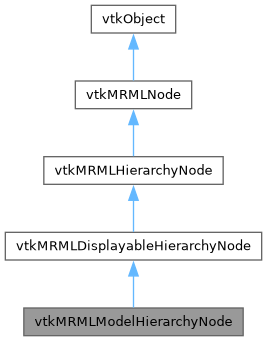 vtkObject
vtkMRMLNode
vtkMRMLHierarchyNode
vtkMRMLDisplayableHierarchyNode
vtkMRMLModelHierarchyNode